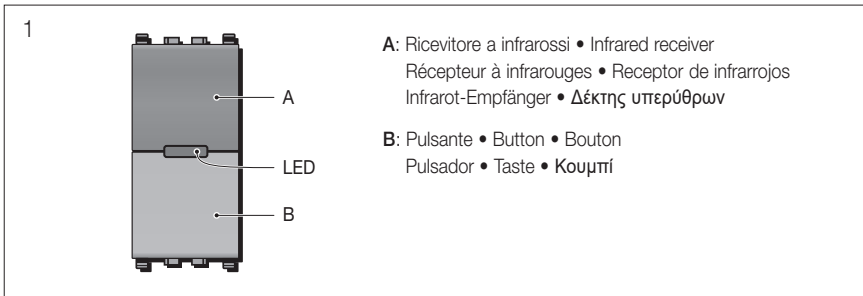 1
A
LED
B
A: Ricevitore a infrarossi • Infrared receiver
Récepteur à infrarouges • Receptor de infrarrojos
Infrarot-Empfänger • Δέκτης υπερύθρων
B: Pulsante • Button • Bouton
Pulsador • Taste • Κουμπί